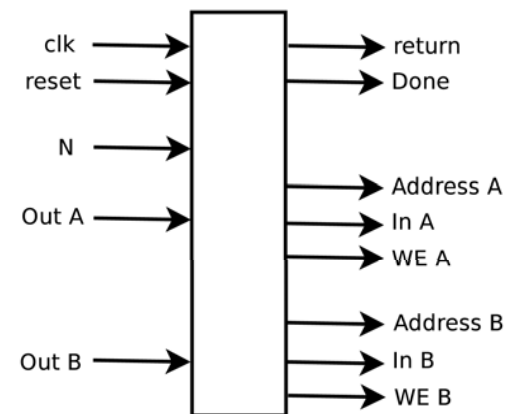 clk
reset
N
Out A
Out B
return
Done
Address A
In A
WE A
Address B
In B
WE B